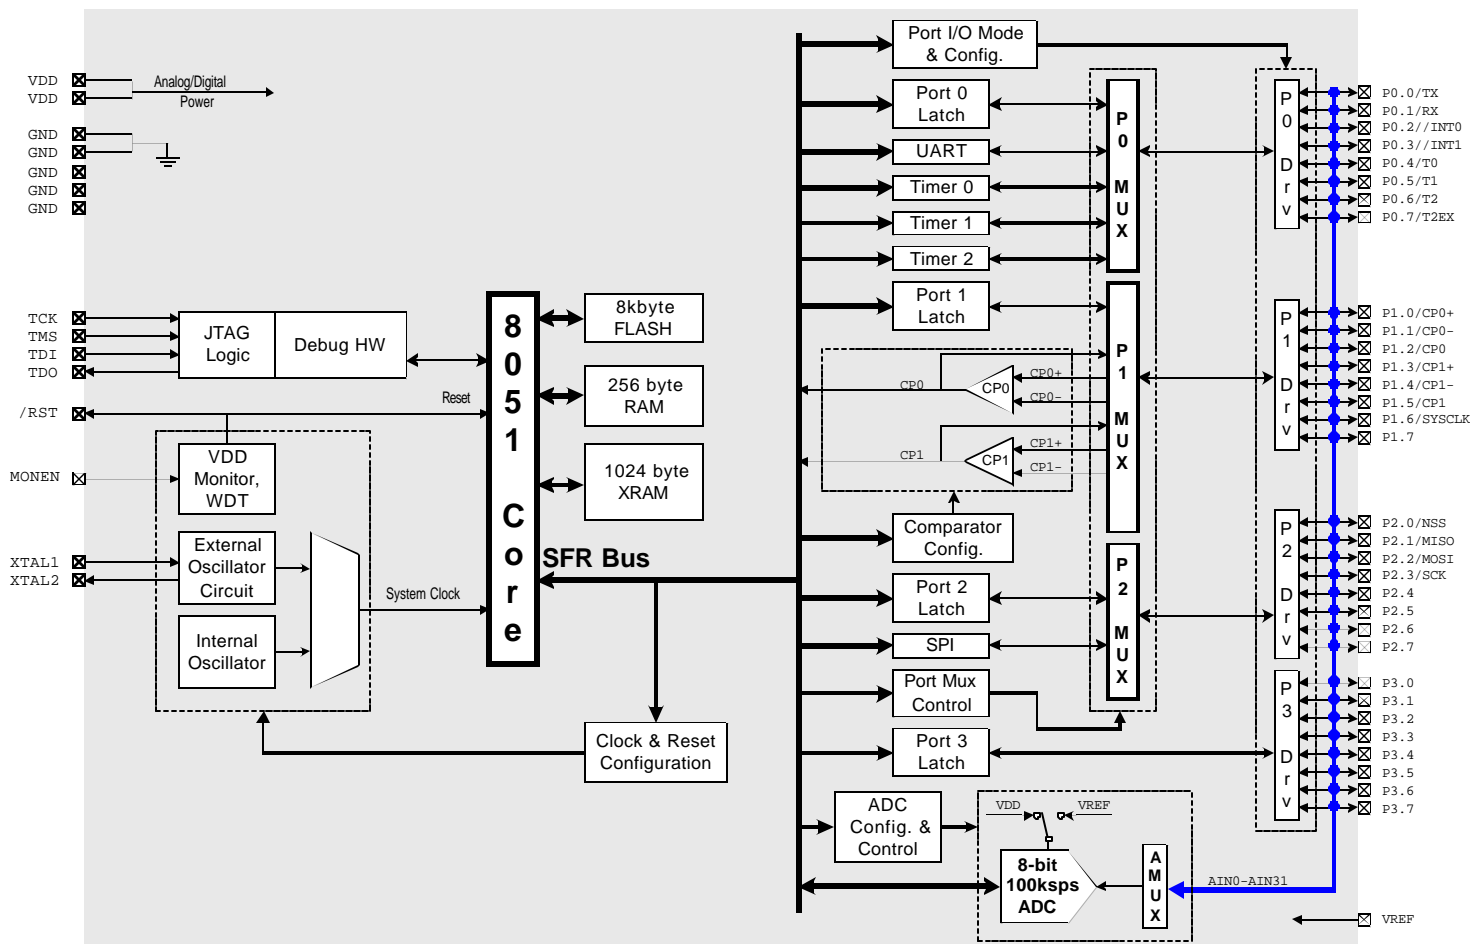 VDD
VDD
Analog/Digital
Power
GND
GND
GND
GND
GND
TCK
TMS
TDI
TDO
JTAG
Logic
Debug HW
/RST
Reset
MONEN
VDD
Monitor,
WDT
XTAL1
XTAL2
External
Oscillator
Circuit
Internal
Oscillator
System Clock
8051 Core
8kbyte
FLASH
256 byte
RAM
1024 byte
XRAM
SFR Bus
Clock & Reset
Configuration
Port I/O Mode
& Config.
Port 0
Latch
UART
Timer 0
Timer 1
Timer 2
Port 1
Latch
CP0
CP0
CP0+
CP0-
CP1
CP1
CP1+
CP1-
Comparator
Config.
Port 2
Latch
SPI
Port Mux
Control
Port 3
Latch
ADC
Config. &
Control
VDD
VREF
8-bit
100ksps
ADC
AMUX
AIN0-AIN31
P0 MUX
P1 MUX
P2 MUX
P0 Drv
P1 Drv
P2 Drv
P3 Drv
P0.0/TX
P0.1/RX
P0.2//INT0
P0.3//INT1
P0.4/T0
P0.5/T1
P0.6/T2
P0.7/T2EX
P1.0/CP0+
P1.1/CP0-
P1.2/CP0
P1.3/CP1+
P1.4/CP1-
P1.5/CP1
P1.6/SYSCLK
P1.7
P2.0/NSS
P2.1/MISO
P2.2/MOSI
P2.3/SCK
P2.4
P2.5
P2.6
P2.7
P3.0
P3.1
P3.2
P3.3
P3.4
P3.5
P3.6
P3.7
VREF